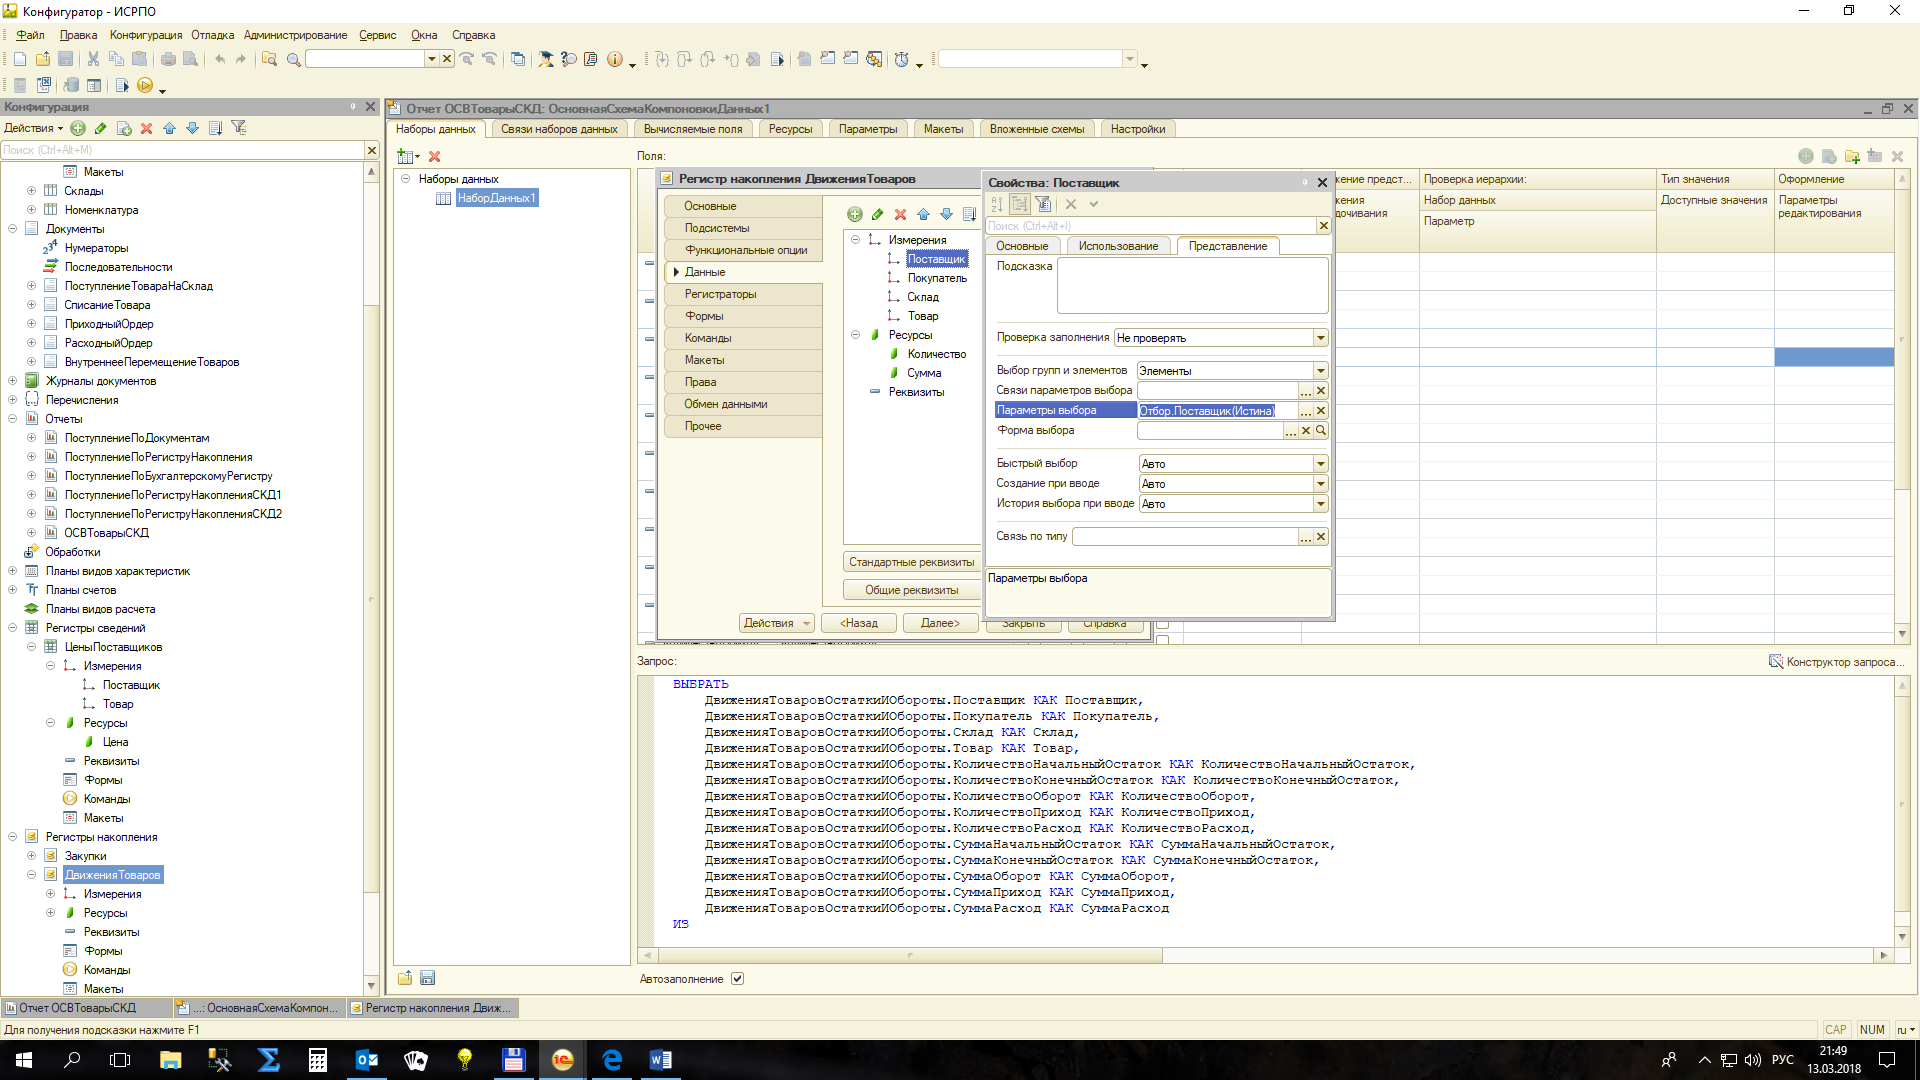 Конфигуратор - ИСРПО
Файл Правка Конфигурация Отладка Администрирование Сервис Окна Справка
Конфигурация
Действия
Поиск (Ctrl+Alt+M)
Макеты
Склады
Номенклатура
Документы
Нумераторы
Последовательности
ПоступлениеТовараНаСклад
СписаниеТовара
ПриходныйОрдер
РасходныйОрдер
ВнутреннееПеремещениеТоваров
Журналы документов
Перечисления
Отчеты
ПоступлениеПоДокументам
ПоступлениеПоРегиструНакопления
ПоступлениеПоБухгалтерскомуРегистру
ПоступлениеПоРегиструНакопленияСКД1
ПоступлениеПоРегиструНакопленияСКД2
ОСВТоварыСКД
Обработки
Планы видов характеристик
Планы счетов
Планы видов расчета
Регистры сведений
ЦеныПоставщиков
Измерения
Поставщик
Товар
Ресурсы
Цена
Реквизиты
Формы
Команды
Макеты
Регистры накопления
Закупки
ДвиженияТоваров
Измерения
Ресурсы
Реквизиты
Формы
Команды
Макеты
Отчет ОСВТоварыСКД: ОсновнаяСхемаКомпоновкиДанных1
Наборы данных Связи наборов данных Вычисляемые поля Ресурсы Параметры Макеты Вложенные схемы Настройки
Наборы данных
НаборДанных1
Поля:
Регистр накопления ДвиженияТоваров
Основные
Подсистемы
Функциональные опции
Данные
Регистраторы
Формы
Команды
Макеты
Права
Обмен данными
Прочее
Измерения
Поставщик
Покупатель
Склад
Товар
Ресурсы
Количество
Сумма
Реквизиты
Стандартные реквизиты
Общие реквизиты
Действия <Назад Далее> Закрыть Справка
Свойства: Поставщик
Поиск (Ctrl+Alt+I)
Основные Использование Представление
Подсказка
Проверка заполнения Не проверять
Выбор групп и элементов Элементы
Связи параметров выбора
Параметры выбора Отбор.Поставщик(Истина)
Форма выбора
Быстрый выбор Авто
Создание при вводе Авто
История выбора при вводе Авто
Связь по типу
Параметры выбора
жение предст... Проверка иерархии: Тип значения Оформление
жения Набор данных Доступные значения Параметры
дочивания Параметр редактирования
Запрос:
Конструктор запроса...
ВЫБРАТЬ
ДвиженияТоваровОстаткиИОбороты.Поставщик КАК Поставщик,
ДвиженияТоваровОстаткиИОбороты.Покупатель КАК Покупатель,
ДвиженияТоваровОстаткиИОбороты.Склад КАК Склад,
ДвиженияТоваровОстаткиИОбороты.Товар КАК Товар,
ДвиженияТоваровОстаткиИОбороты.КоличествоНачальныйОстаток КАК КоличествоНачальныйОстаток,
ДвиженияТоваровОстаткиИОбороты.КоличествоКонечныйОстаток КАК КоличествоКонечныйОстаток,
ДвиженияТоваровОстаткиИОбороты.КоличествоОборот КАК КоличествоОборот,
ДвиженияТоваровОстаткиИОбороты.КоличествоПриход КАК КоличествоПриход,
ДвиженияТоваровОстаткиИОбороты.КоличествоРасход КАК КоличествоРасход,
ДвиженияТоваровОстаткиИОбороты.СуммаНачальныйОстаток КАК СуммаНачальныйОстаток,
ДвиженияТоваровОстаткиИОбороты.СуммаКонечныйОстаток КАК СуммаКонечныйОстаток,
ДвиженияТоваровОстаткиИОбороты.СуммаОборот КАК СуммаОборот,
ДвиженияТоваровОстаткиИОбороты.СуммаПриход КАК СуммаПриход,
ДвиженияТоваровОстаткиИОбороты.СуммаРасход КАК СуммаРасход
ИЗ
Автозаполнение
Отчет ОСВТоварыСКД ...: ОсновнаяСхемаКомпон... Регистр накопления Движ...
Для получения подсказки нажмите F1
CAP NUM ru
РУС
21:49
13.03.2018